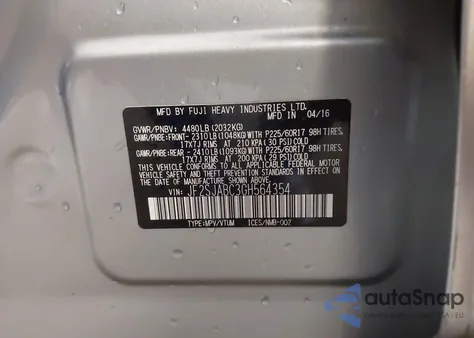 MFD BY FUJI HEAVY INDUSTRIES LTD.
MFD IN 04/16
GVWR/PNBV: 4480LB(2032KG)
GAWR/PNBE:FRONT- 2310LB(1048KG)WITH P225/60R17 98H TIRES,
17X7J RIMS AT 210 KPA(30 PSI)COLD
GAWR/PNBE:REAR -2410LB(1093KG)WITH P225/60R17 98H TIRES,
17X7J RIMS AT 200 KPA(29 PSI)COLD
THIS VEHICLE CONFORMS TO ALL APPLICABLE FEDERAL MOTOR
VEHICLE SAFETY AND THEFT PREVENTION STANDARDS IN EFFECT
ON THE DATE OF MANUFACTURE SHOWN ABOVE.
VIN: JF2SJABC3GH564354
TYPE:MPV/VTUM ICES/NMB-002
autoSnap